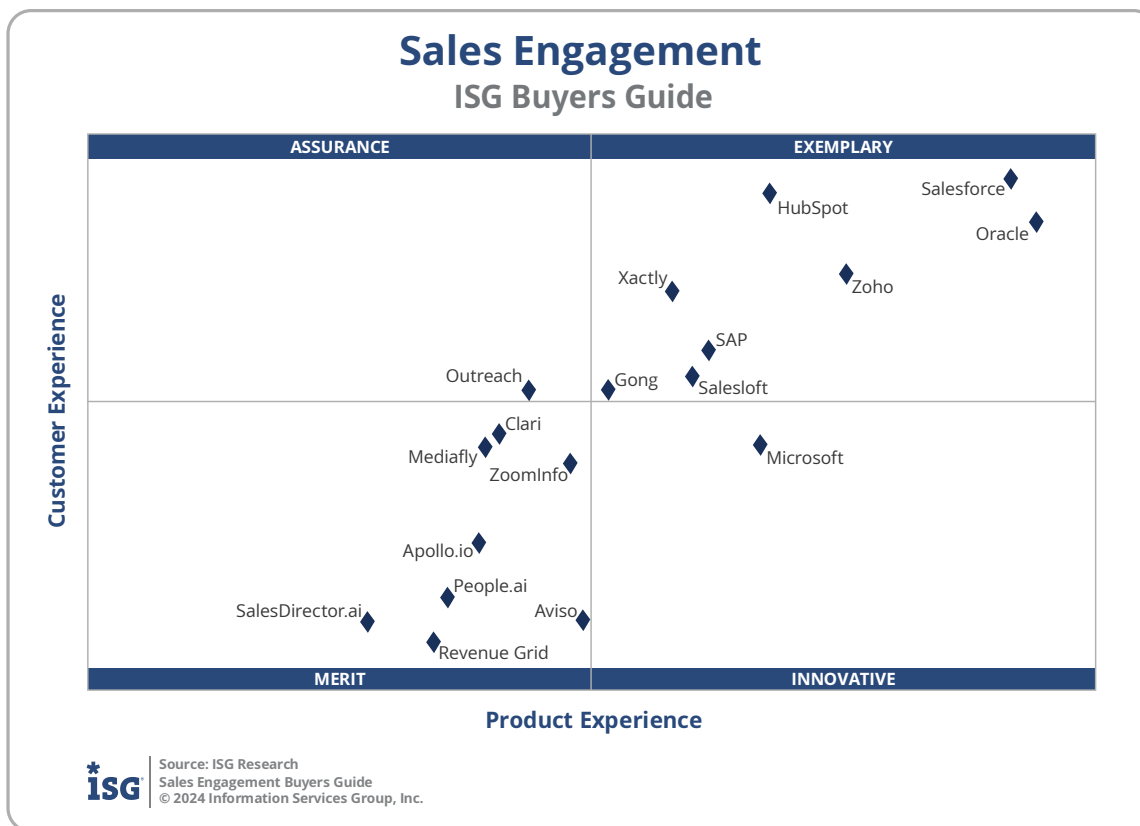 Sales Engagement
ISG Buyers Guide
ASSURANCE
EXEMPLARY
Salesforce
HubSpot
Oracle
Xactly
Zoho
SAP
Outreach
Gong
Salesloft
Clari
Mediafly
Microsoft
ZoomInfo
Apollo.io
People.ai
SalesDirector.ai
Aviso
Revenue Grid
MERIT
INNOVATIVE
Customer Experience
Product Experience
iSG
Source: ISG Research
Sales Engagement Buyers Guide
© 2024 Information Services Group, Inc.